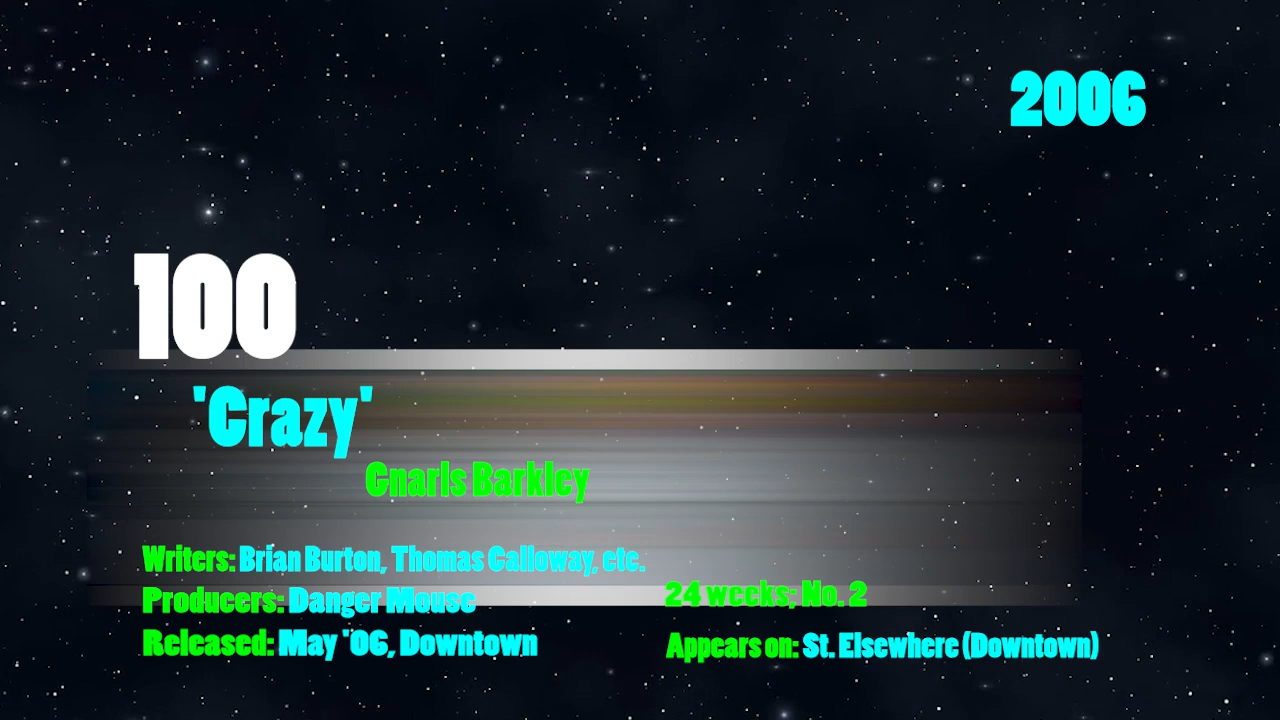 2006
100
'Crazy'
Gnarls Barkley
Writers: Brian Burton, Thomas Calloway, etc.
Producers: Danger Mouse
Released: May '06, Downtown
24 weeks; No. 2
Appears on: St. Elsewhere (Downtown)